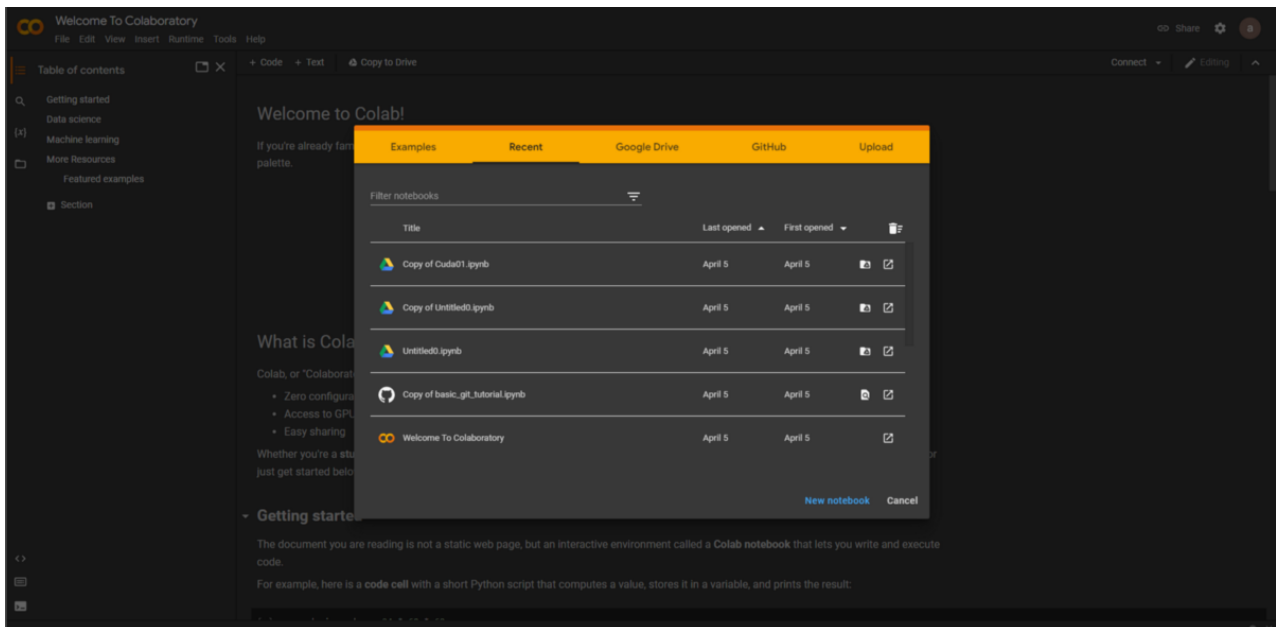 Welcome To Colaboratory
File Edit View Insert Runtime Tools Help
Share
a
Table of contents
+ Code + Text Copy to Drive
Connect
Editing
Getting started
Data science
Machine learning
More Resources
Featured examples
Section
{x}
Welcome to Colab!
If you're already fam
palette.
Examples Recent Google Drive GitHub Upload
Filter notebooks
Title Last opened First opened
Copy of Cuda01.ipynb April 5 April 5
Copy of Untitled0.ipynb April 5 April 5
Untitled0.ipynb April 5 April 5
Copy of basic_git_tutorial.ipynb April 5 April 5
Welcome To Colaboratory April 5 April 5
New notebook Cancel
What is Cola
Colab, or "Colaborat
• Zero configura
• Access to GPU
• Easy sharing
Whether you're a stu or
just get started belo
Getting starte
The document you are reading is not a static web page, but an interactive environment called a Colab notebook that lets you write and execute
code.
For example, here is a code cell with a short Python script that computes a value, stores it in a variable, and prints the result: